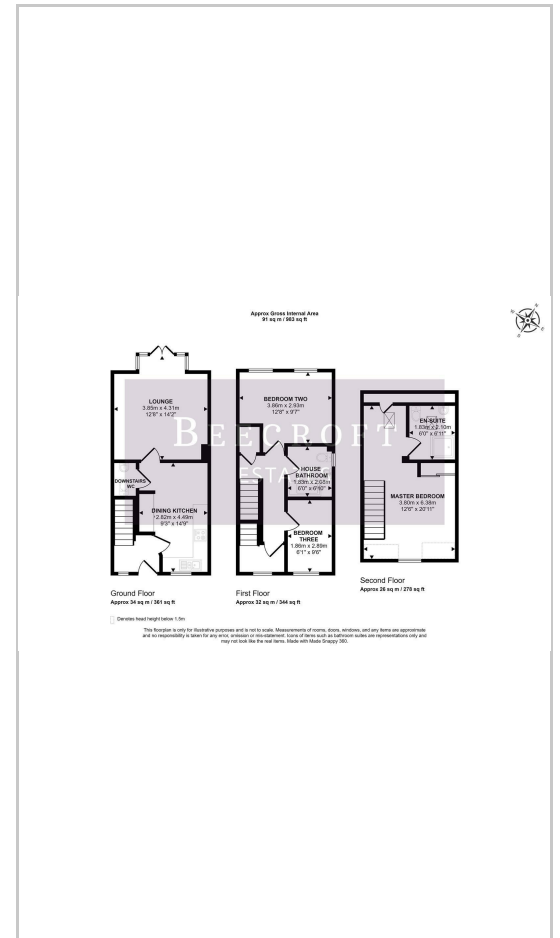 Approx Gross Internal Area
91 sq m / 983 sq ft
LOUNGE
3.85m x 4.31m
12'8" x 14'2"
DOWNSTAIRS
WC
DINING KITCHEN
2.82m x 4.49m
9'3" x 14'9"
Ground Floor
Approx 34 sq m / 361 sq ft
BEDROOM TWO
3.86m x 2.93m
12'8" x 9'7"
HOUSE
BATHROOM
1.83m x 2.08m
6'0" x 6'10"
BEDROOM
THREE
1.86m x 2.89m
6'1" x 9'6"
First Floor
Approx 32 sq m / 344 sq ft
EN-SUITE
1.83m x 2.10m
6'0" x 6'11"
MASTER BEDROOM
3.80m x 6.38m
12'6" x 20'11"
Second Floor
Approx 26 sq m / 278 sq ft
BEECROFT
ESTATES
Denotes head height below 1.5m
This floorplan is only for illustrative purposes and is not to scale. Measurements of rooms, doors, windows, and any items are approximate
and no responsibility is taken for any error, omission or mis-statement. Icons of items such as bathroom suites are representations only and
may not look like the real items. Made with Made Snappy 360.